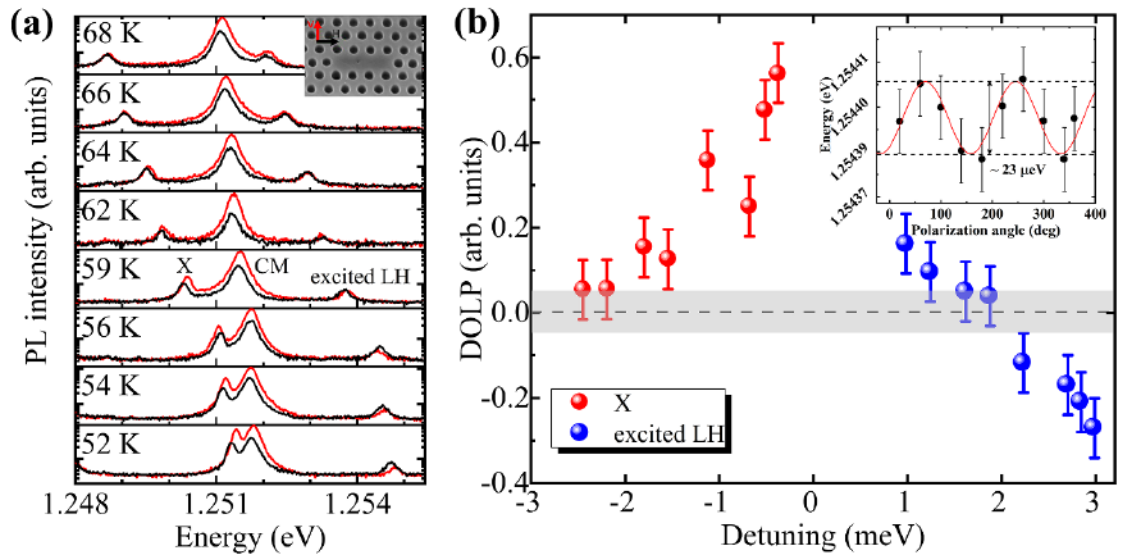 (a)
PL intensity (arb. units)
68 K
66 K
64 K
62 K
59 K
56 K
54 K
52 K
V
H
X
CM
excited LH
1.248
1.251
1.254
Energy (eV)
(b)
DOLP (arb. units)
0.6
0.4
0.2
0.0
-0.2
-0.4
-3
-2
-1
0
1
2
3
Detuning (meV)
X
excited LH
Energy (eV)
1.25441
1.25440
1.25439
1.25437
~ 23 μeV
0
100
200
300
400
Polarization angle (deg)